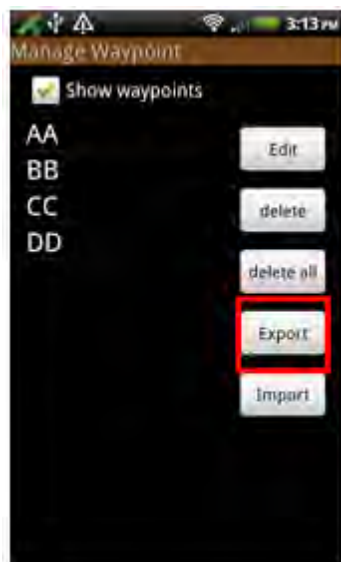 3:13 PM
Manage Waypoint
Show waypoints
AA
BB
CC
DD
Edit
delete
delete all
Export
Import